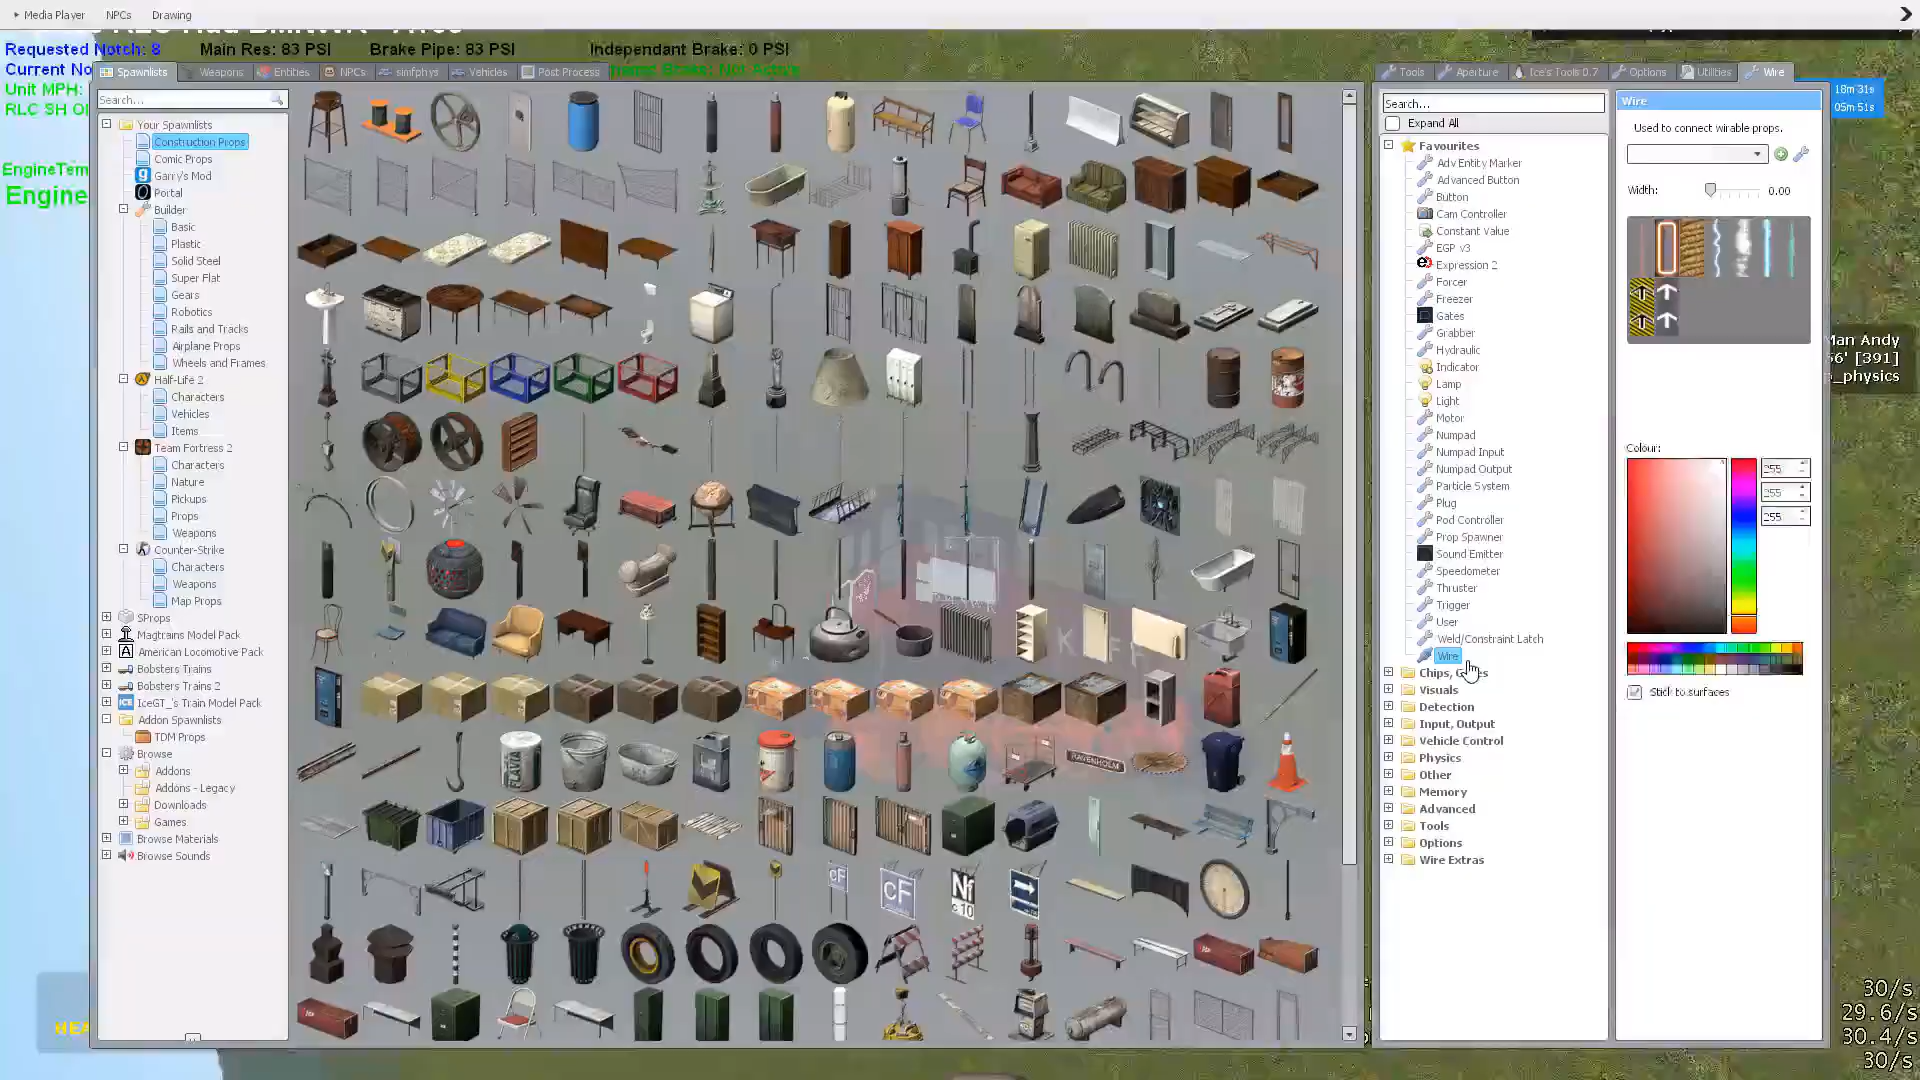 Media Player NPCs Drawing
Requested Notch: 8 Main Res: 83 PSI Brake Pipe: 83 PSI Independant Brake: 0 PSI
Current No
Unit MPH:
RLC SH O
EngineTem
Engine
Spawnlists Weapons Entities NPCs simfphys Vehicles Post Process
Search...
Your Spawnlists
Construction Props
Comic Props
Garry's Mod
Portal
Builder
Basic
Plastic
Solid Steel
Super Flat
Gears
Robotics
Rails and Tracks
Airplane Props
Wheels and Frames
Half-Life 2
Characters
Vehicles
Items
Team Fortress 2
Characters
Nature
Pickups
Props
Weapons
Counter-Strike
Characters
Weapons
Map Props
SProps
Magtrains Model Pack
American Locomotive Pack
Bobsters Trains
Bobsters Trains 2
IceGT_'s Train Model Pack
Addon Spawnlists
TDM Props
Browse
Addons
Addons - Legacy
Downloads
Games
Browse Materials
Browse Sounds
RAVENHOLM
cF
cF
Nf
c 10
Tools Aperture Ice's Tools 0.7 Options Utilities Wire
Search...
Expand All
Favourites
Adv Entity Marker
Advanced Button
Button
Cam Controller
Constant Value
EGP v3
Expression 2
Forcer
Freezer
Gates
Grabber
Hydraulic
Indicator
Lamp
Light
Motor
Numpad
Numpad Input
Numpad Output
Particle System
Plug
Pod Controller
Prop Spawner
Sound Emitter
Speedometer
Thruster
Trigger
User
Weld/Constraint Latch
Wire
Chips, G
Visuals
Detection
Input, Output
Vehicle Control
Physics
Other
Memory
Advanced
Tools
Options
Wire Extras
Wire
Used to connect wirable props.
Width: 0.00
Colour:
255
255
255
Stick to surfaces
18m 31s
05m 51s
Man Andy
56' [391]
_physics
30/s
29.6/s
30.4/s
30/s